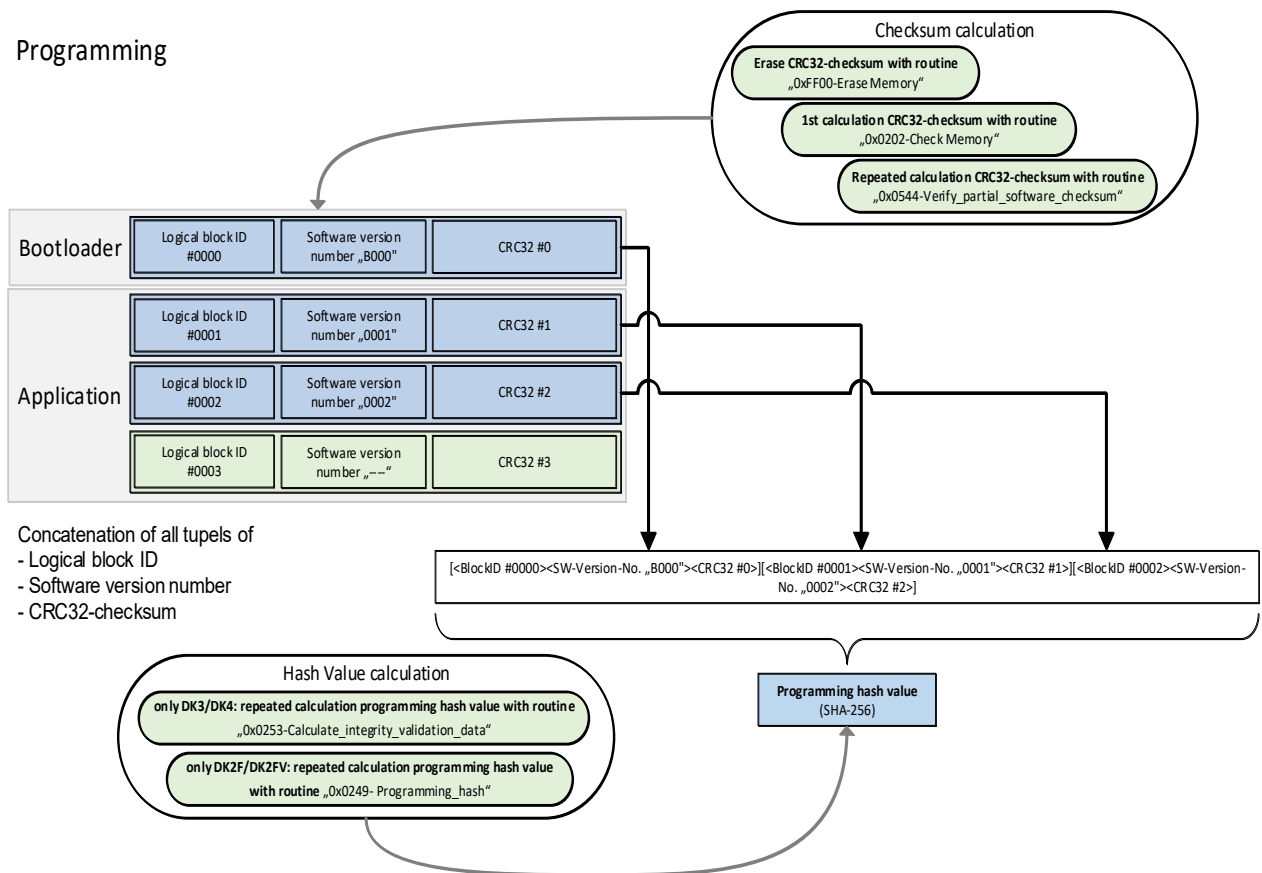 Programming
Checksum calculation
Erase CRC32-checksum with routine
„0xFF00-Erase Memory“
1st calculation CRC32-checksum with routine
„0x0202-Check Memory“
Repeated calculation CRC32-checksum with routine
„0x0544-Verify_partial_software_checksum“
Bootloader
Logical block ID
#0000
Software version
number „B000"
CRC32 #0
Application
Logical block ID
#0001
Software version
number „0001"
CRC32 #1
Logical block ID
#0002
Software version
number „0002"
CRC32 #2
Logical block ID
#0003
Software version
number „----“
CRC32 #3
Concatenation of all tupels of
- Logical block ID
- Software version number
- CRC32-checksum
[<BlockID #0000><SW-Version-No. „B000"><CRC32 #0>][<BlockID #0001><SW-Version-No. „0001"><CRC32 #1>][<BlockID #0002><SW-Version-
No. „0002"><CRC32 #2>]
Hash Value calculation
only DK3/DK4: repeated calculation programming hash value with routine
„0x0253-Calculate_integrity_validation_data“
only DK2F/DK2FV: repeated calculation programming hash value
with routine „0x0249- Programming_hash“
Programming hash value
(SHA-256)